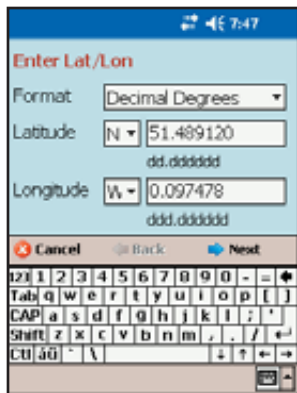 7:47
Enter Lat/Lon
Format Decimal Degrees
Latitude N 51.489120
dd.dddddd
Longitude W 0.097478
ddd.dddddd
Cancel Back Next
123 1 2 3 4 5 6 7 8 9 0 - =
Tab q w e r t y u i o p [ ]
CAP a s d f g h j k l ; '
Shift z x c v b n m , . /
Ctl áü ` \